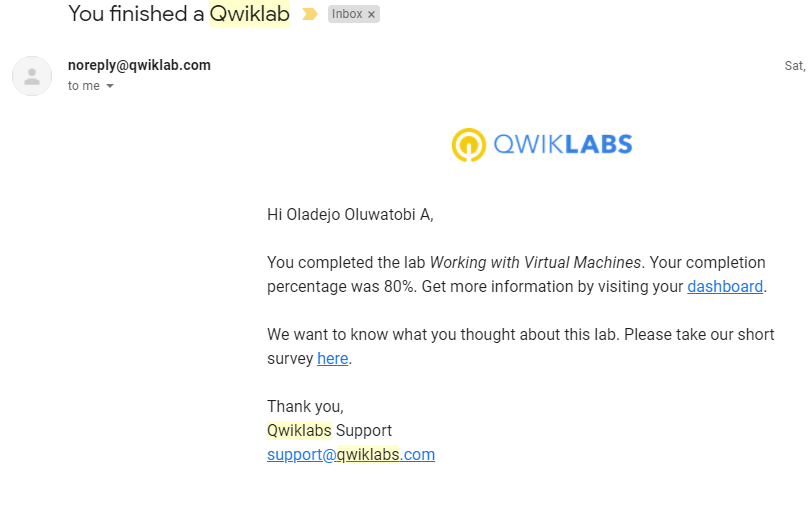 You finished a Qwiklab Inbox ×
noreply@qwiklab.com Sat,
to me
QWIKLABS
Hi Oladejo Oluwatobi A,
You completed the lab Working with Virtual Machines. Your completion
percentage was 80%. Get more information by visiting your dashboard.
We want to know what you thought about this lab. Please take our short
survey here.
Thank you,
Qwiklabs Support
support@qwiklabs.com